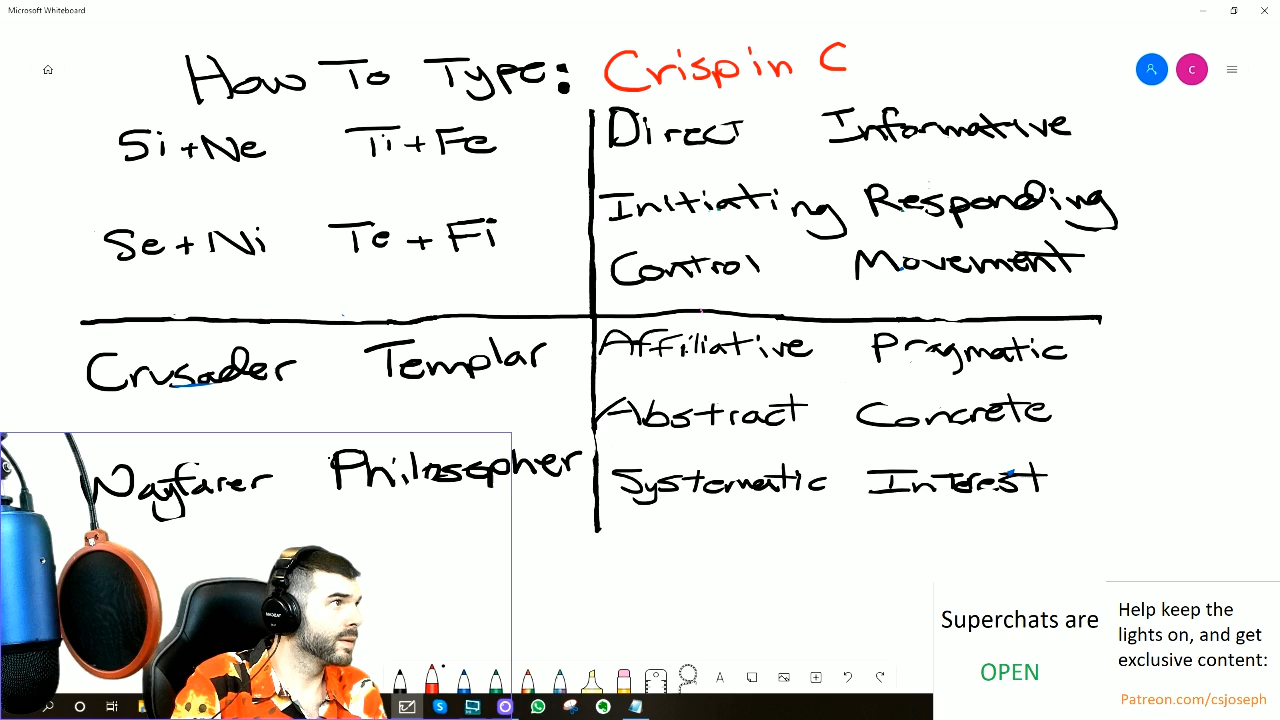 Microsoft Whiteboard
How To Type: Crispin C
Si + Ne Ti + Fe
Se + Ni Te + Fi
Direct Informative
Initiating Responding
Control Movement
Crusader Templar
Wayfarer Philosopher
Affiliative Pragmatic
Abstract Concrete
Systematic Interest
C
A
Superchats are
OPEN
Help keep the
lights on, and get
exclusive content:
Patreon.com/csjoseph